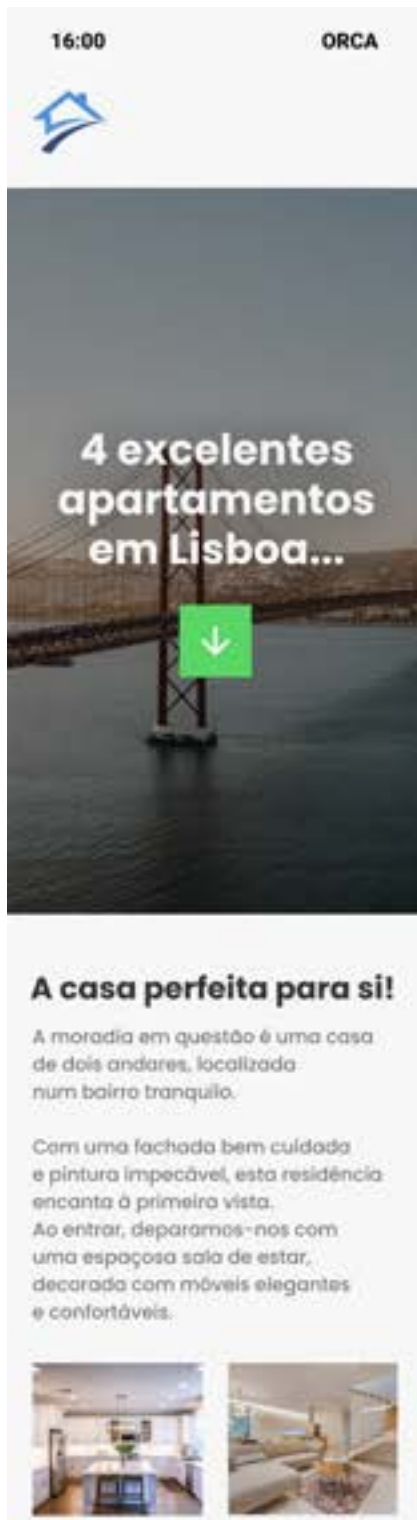 16:00 ORCA
4 excelentes
apartamentos
em Lisboa...
A casa perfeita para si!
A moradia em questão é uma casa
de dois andares, localizada
num bairro tranquilo.
Com uma fachada bem cuidada
e pintura impecável, esta residência
encanta à primeira vista.
Ao entrar, deparamos-nos com
uma espaçosa sala de estar,
decorada com móveis elegantes
e confortáveis.